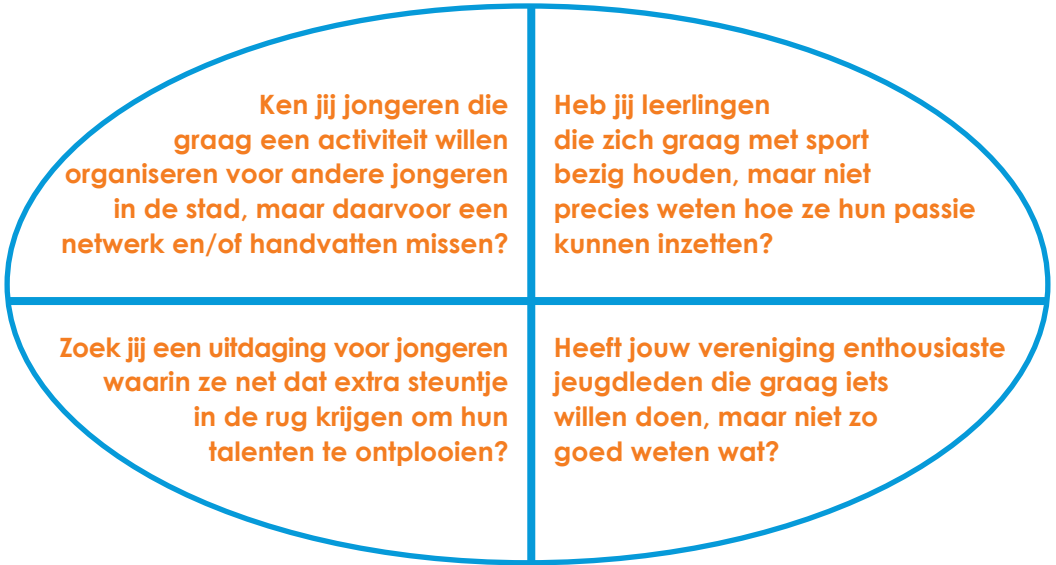 Ken jij jongeren die
graag een activiteit willen
organiseren voor andere jongeren
in de stad, maar daarvoor een
netwerk en/of handvatten missen?
Heb jij leerlingen
die zich graag met sport
bezig houden, maar niet
precies weten hoe ze hun passie
kunnen inzetten?
Zoek jij een uitdaging voor jongeren
waarin ze net dat extra steuntje
in de rug krijgen om hun
talenten te ontplooien?
Heeft jouw vereniging enthousiaste
jeugdleden die graag iets
willen doen, maar niet zo
goed weten wat?